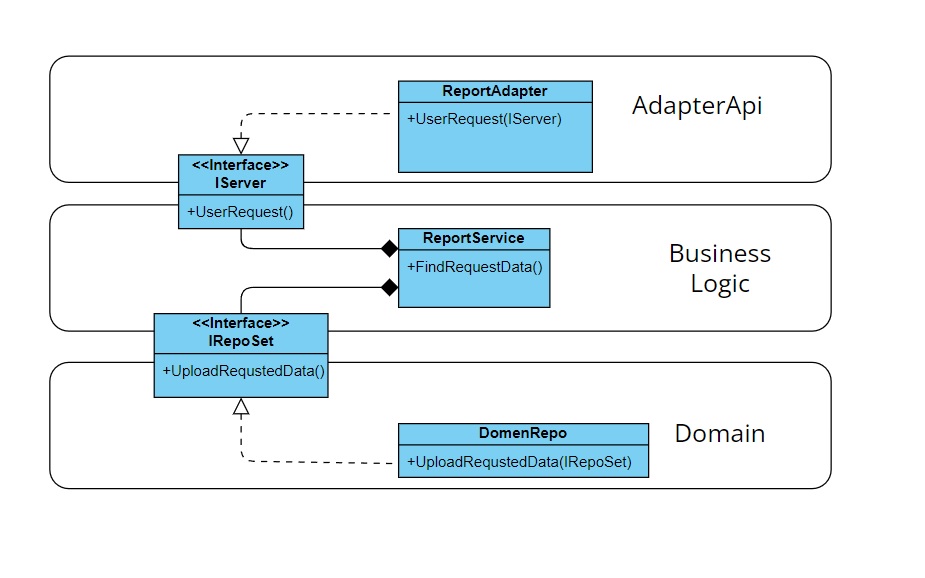 ReportAdapter
+UserRequest(IServer)
AdapterApi
<<Interface>>
IServer
+UserRequest()
ReportService
+FindRequestData()
Business
Logic
<<Interface>>
IRepoSet
+UploadRequstedData()
DomenRepo
+UploadRequstedData(IRepoSet)
Domain